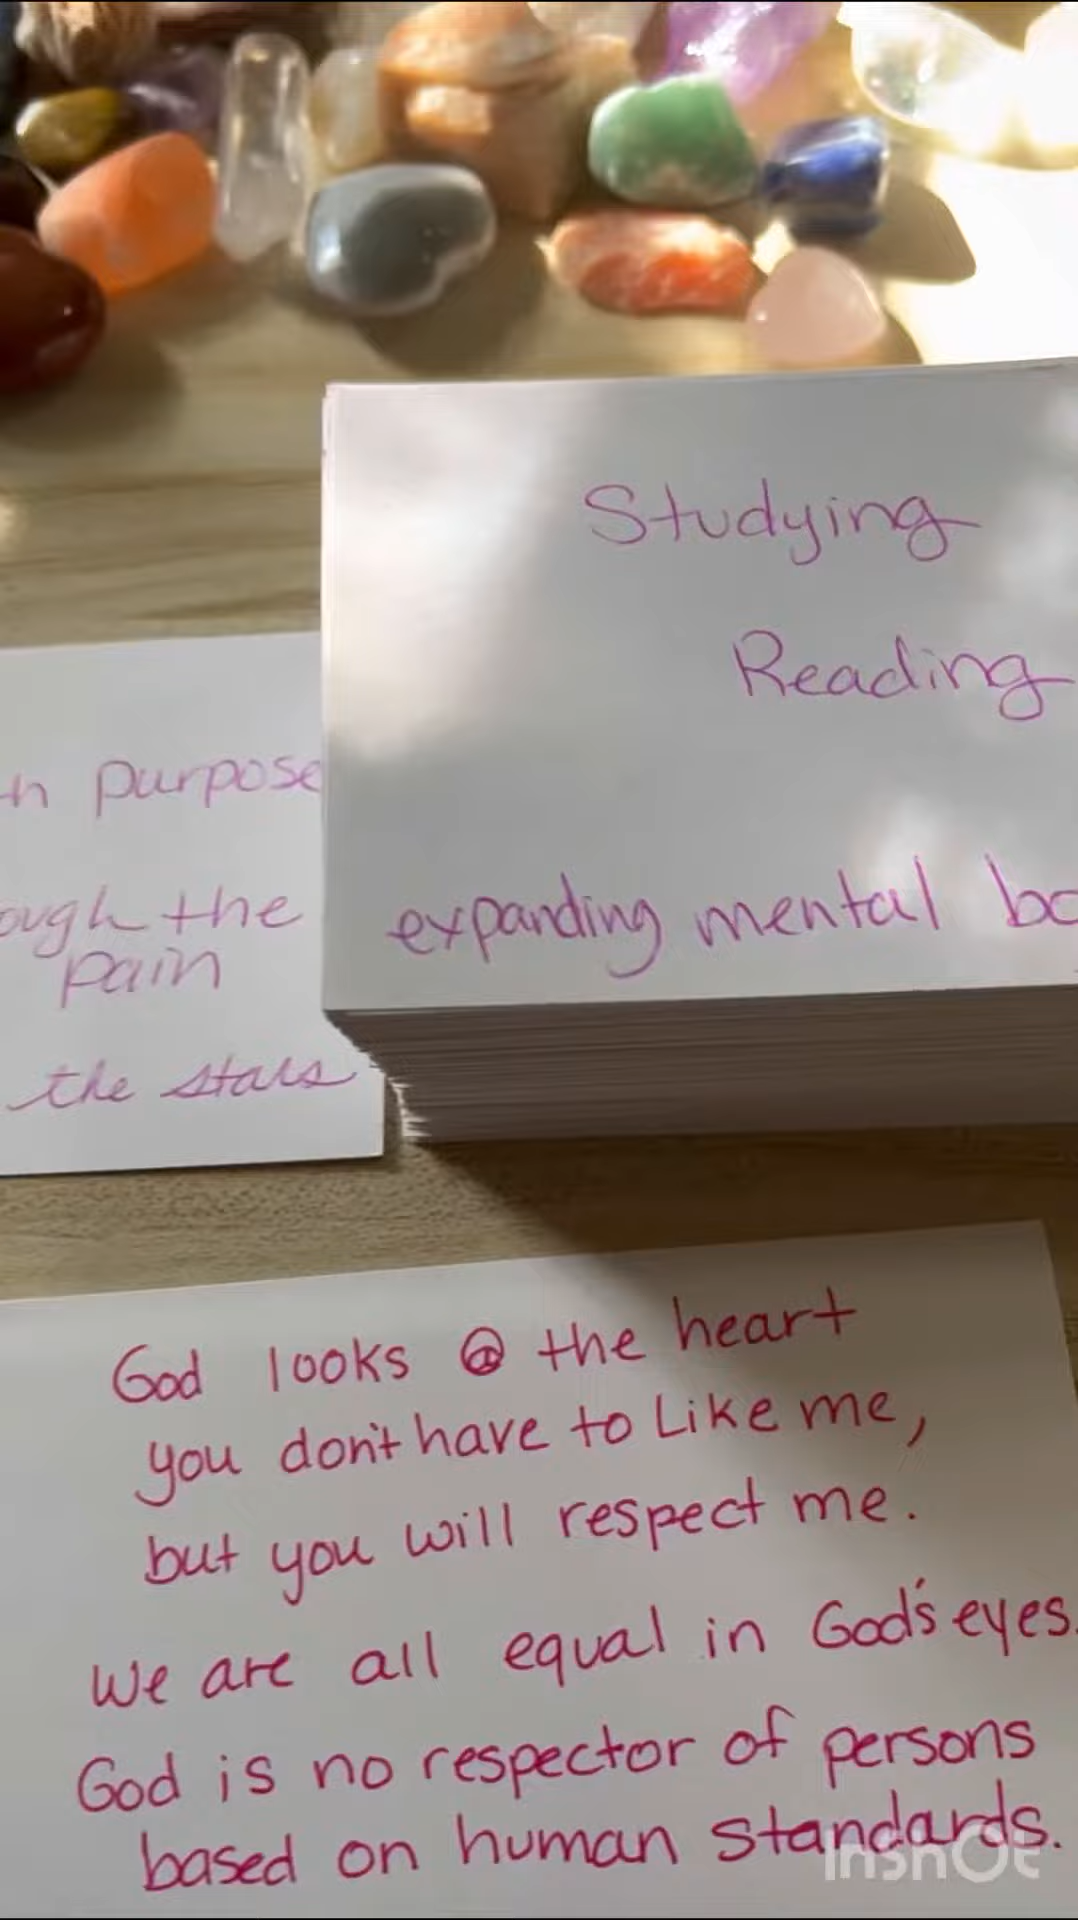 Studying
Reading
expanding mental
purpose
the
pain
the stars
God looks @ the heart
you don't have to Like me,
but you will respect me.
We are all equal in God's eyes.
God is no respector of persons
based on human standards.
InShOt